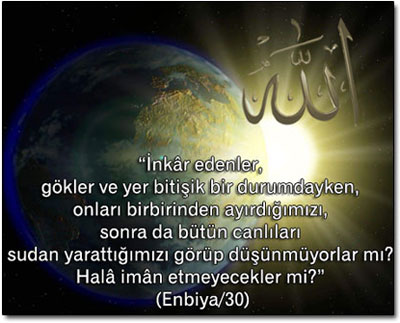 الله
“İnkâr edenler,
gökler ve yer bitişik bir durumdayken,
onları birbirinden ayırdığımızı,
sonra da bütün canlıları
sudan yarattığımızı görüp düşünmüyorlar mı?
Halâ imân etmeyecekler mi?”
(Enbiya/30)